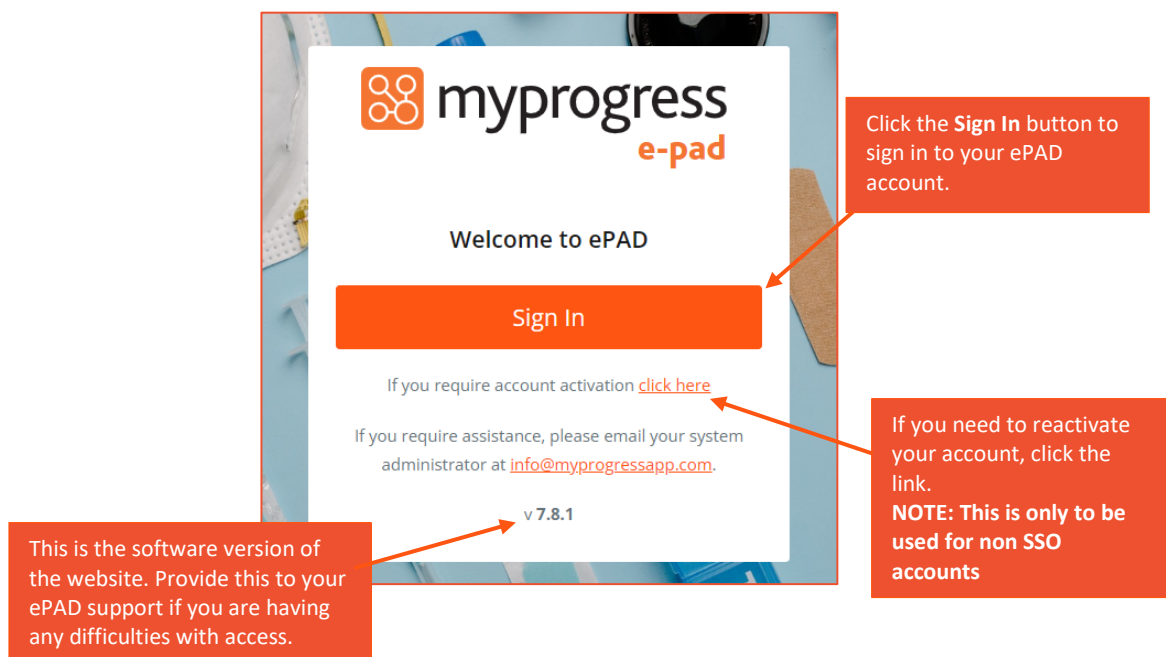 myprogress
e-pad
Click the Sign In button to
sign in to your ePAD
account.
Welcome to ePAD
Sign In
If you require account activation click here
If you require assistance, please email your system
administrator at info@myprogressapp.com.
v 7.8.1
If you need to reactivate
your account, click the
link.
NOTE: This is only to be
used for non SSO
accounts
This is the software version of
the website. Provide this to your
ePAD support if you are having
any difficulties with access.